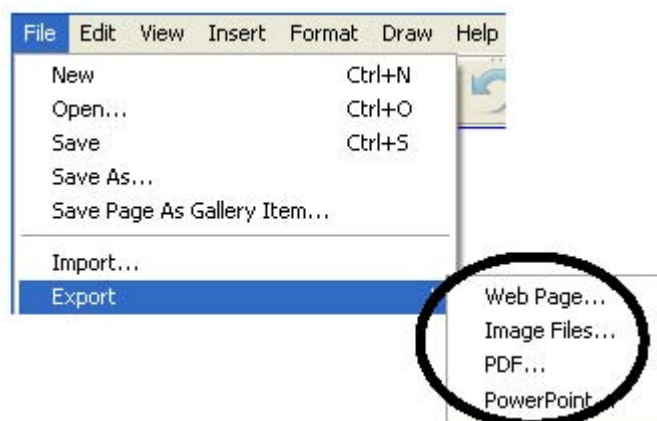 File Edit View Insert Format Draw Help
New Ctrl+N
Open... Ctrl+O
Save Ctrl+S
Save As...
Save Page As Gallery Item...
Import...
Export
Web Page...
Image Files...
PDF...
PowerPoint...